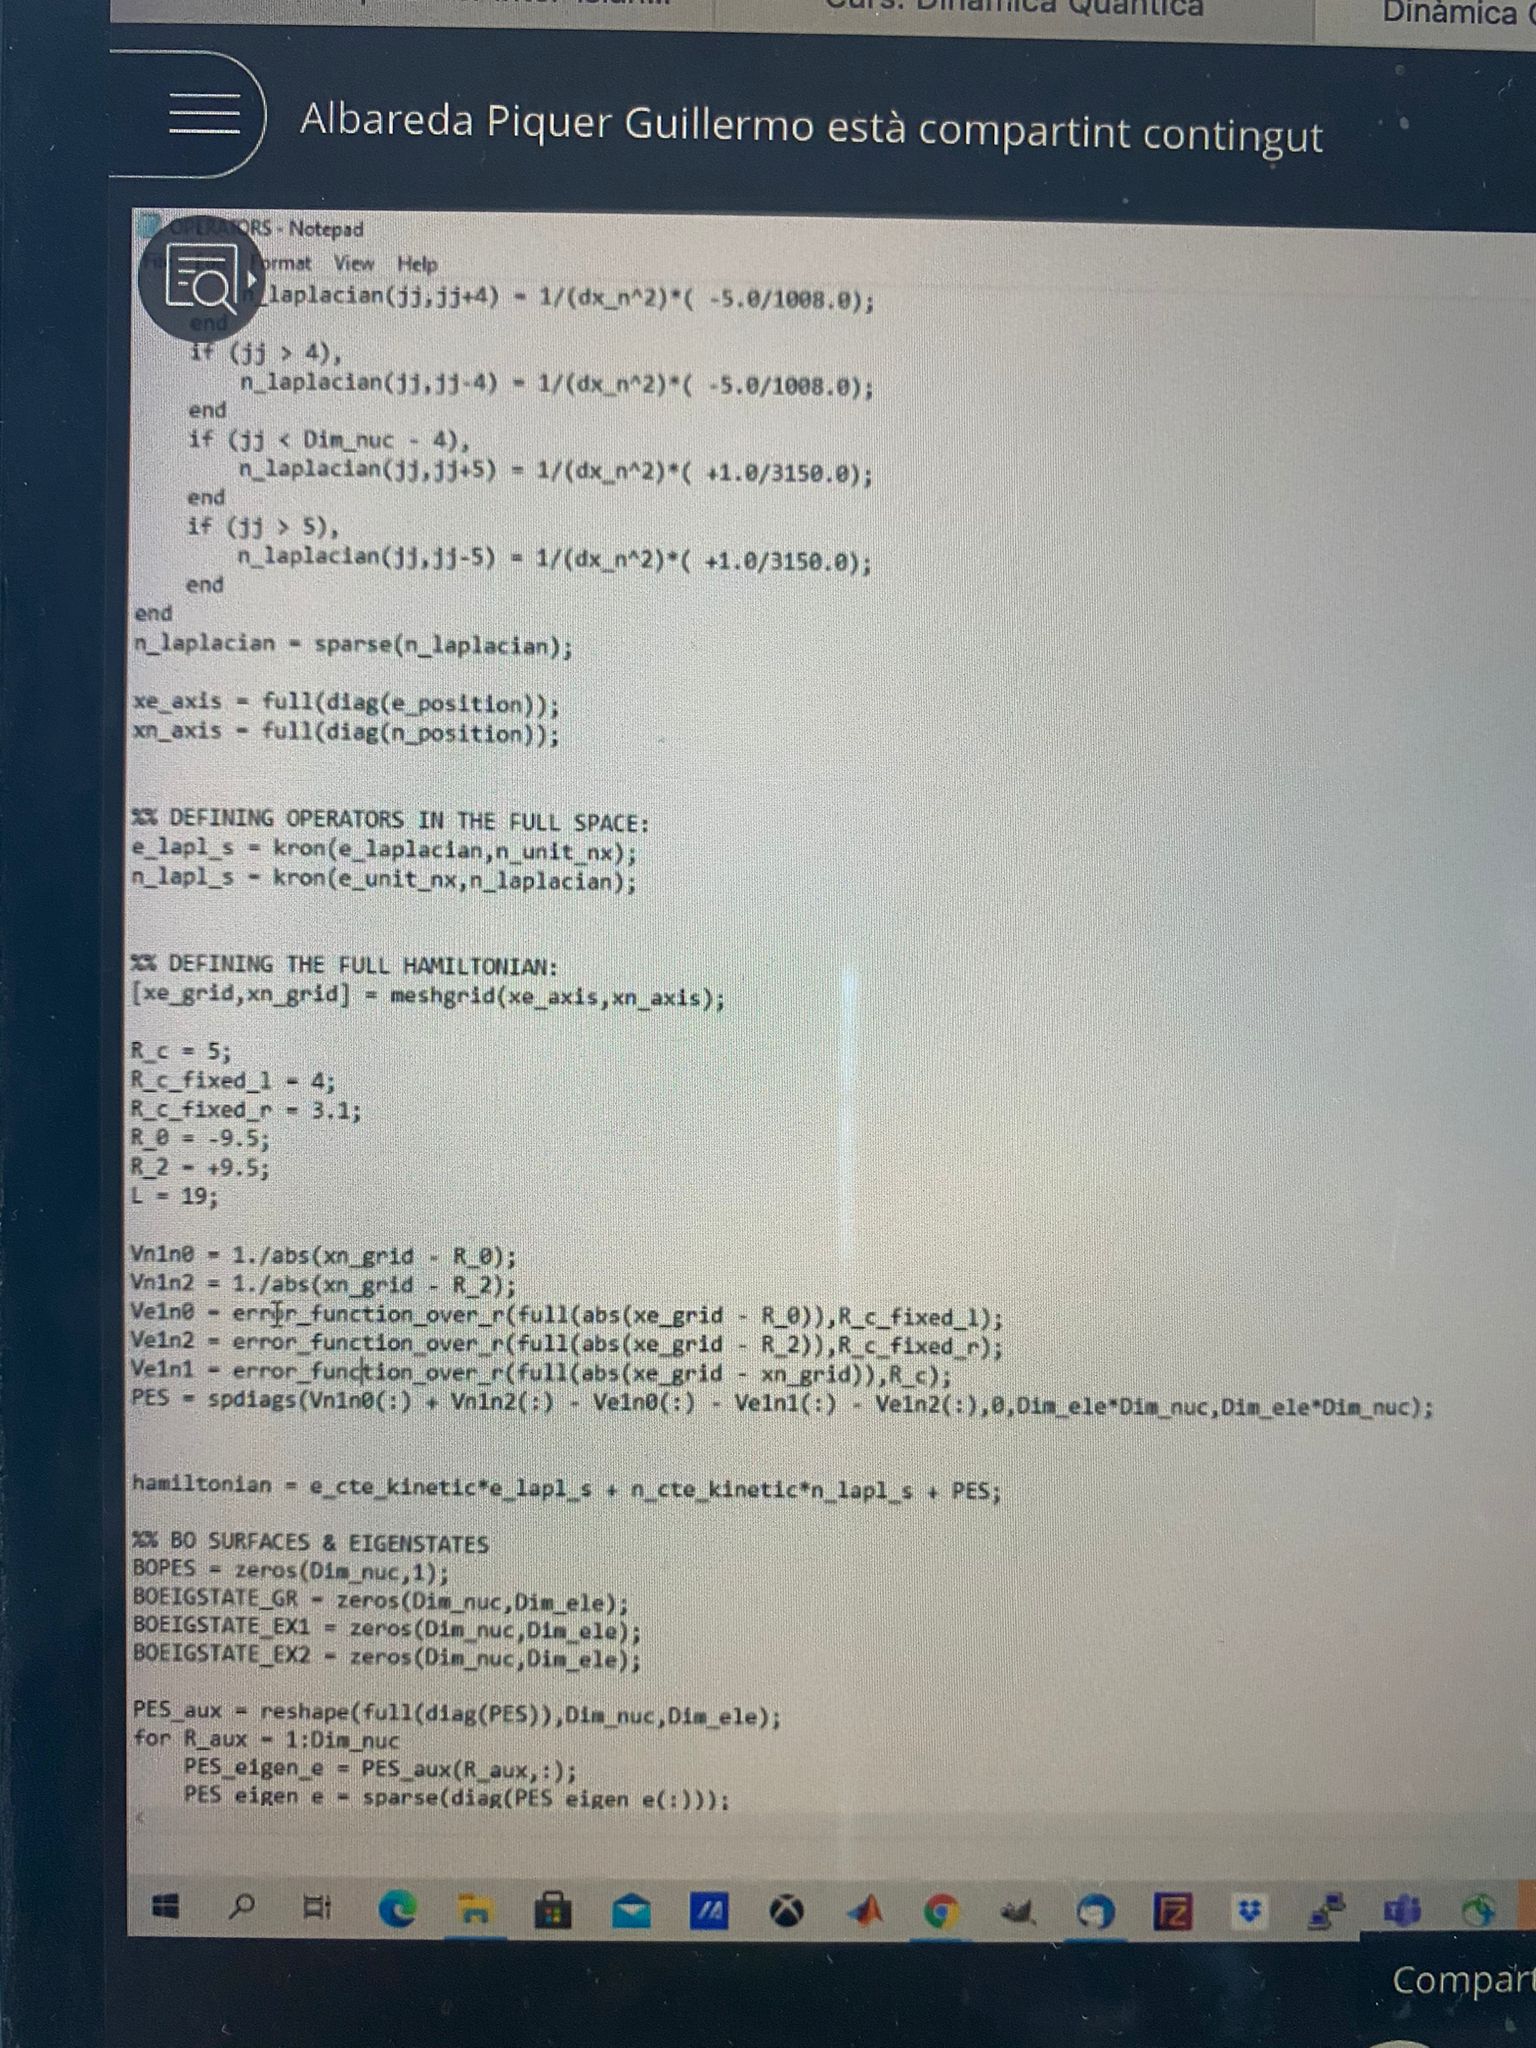 Curs: Dinàmica Quàntica
Dinàmica
Albareda Piquer Guillermo està compartint contingut
OPERATORS - Notepad
Format View Help
n_laplacian(jj,jj+4) = 1/(dx_n^2)*( -5.0/1008.0);
end
if (jj > 4),
n_laplacian(jj,jj-4) = 1/(dx_n^2)*( -5.0/1008.0);
end
if (jj < Dim_nuc - 4),
n_laplacian(jj,jj+5) = 1/(dx_n^2)*( +1.0/3150.0);
end
if (jj > 5),
n_laplacian(jj,jj-5) = 1/(dx_n^2)*( +1.0/3150.0);
end
end
n_laplacian = sparse(n_laplacian);
xe_axis = full(diag(e_position));
xn_axis = full(diag(n_position));
%% DEFINING OPERATORS IN THE FULL SPACE:
e_lapl_s = kron(e_laplacian,n_unit_nx);
n_lapl_s = kron(e_unit_nx,n_laplacian);
%% DEFINING THE FULL HAMILTONIAN:
[xe_grid,xn_grid] = meshgrid(xe_axis,xn_axis);
R_c = 5;
R_c_fixed_l = 4;
R_c_fixed_r = 3.1;
R_0 = -9.5;
R_2 = +9.5;
L = 19;
Vn1n0 = 1./abs(xn_grid - R_0);
Vn1n2 = 1./abs(xn_grid - R_2);
Ve1n0 = error_function_over_r(full(abs(xe_grid - R_0)),R_c_fixed_l);
Ve1n2 = error_function_over_r(full(abs(xe_grid - R_2)),R_c_fixed_r);
Ve1n1 = error_function_over_r(full(abs(xe_grid - xn_grid)),R_c);
PES = spdiags(Vn1n0(:) + Vn1n2(:) - Ve1n0(:) - Ve1n1(:) - Ve1n2(:),0,Dim_ele*Dim_nuc,Dim_ele*Dim_nuc);
hamiltonian = e_cte_kinetic*e_lapl_s + n_cte_kinetic*n_lapl_s + PES;
%% BO SURFACES & EIGENSTATES
BOPES = zeros(Dim_nuc,1);
BOEIGSTATE_GR = zeros(Dim_nuc,Dim_ele);
BOEIGSTATE_EX1 = zeros(Dim_nuc,Dim_ele);
BOEIGSTATE_EX2 = zeros(Dim_nuc,Dim_ele);
PES_aux = reshape(full(diag(PES)),Dim_nuc,Dim_ele);
for R_aux = 1:Dim_nuc
PES_eigen_e = PES_aux(R_aux,:);
PES_eigen_e = sparse(diag(PES_eigen_e(:)));
Compart